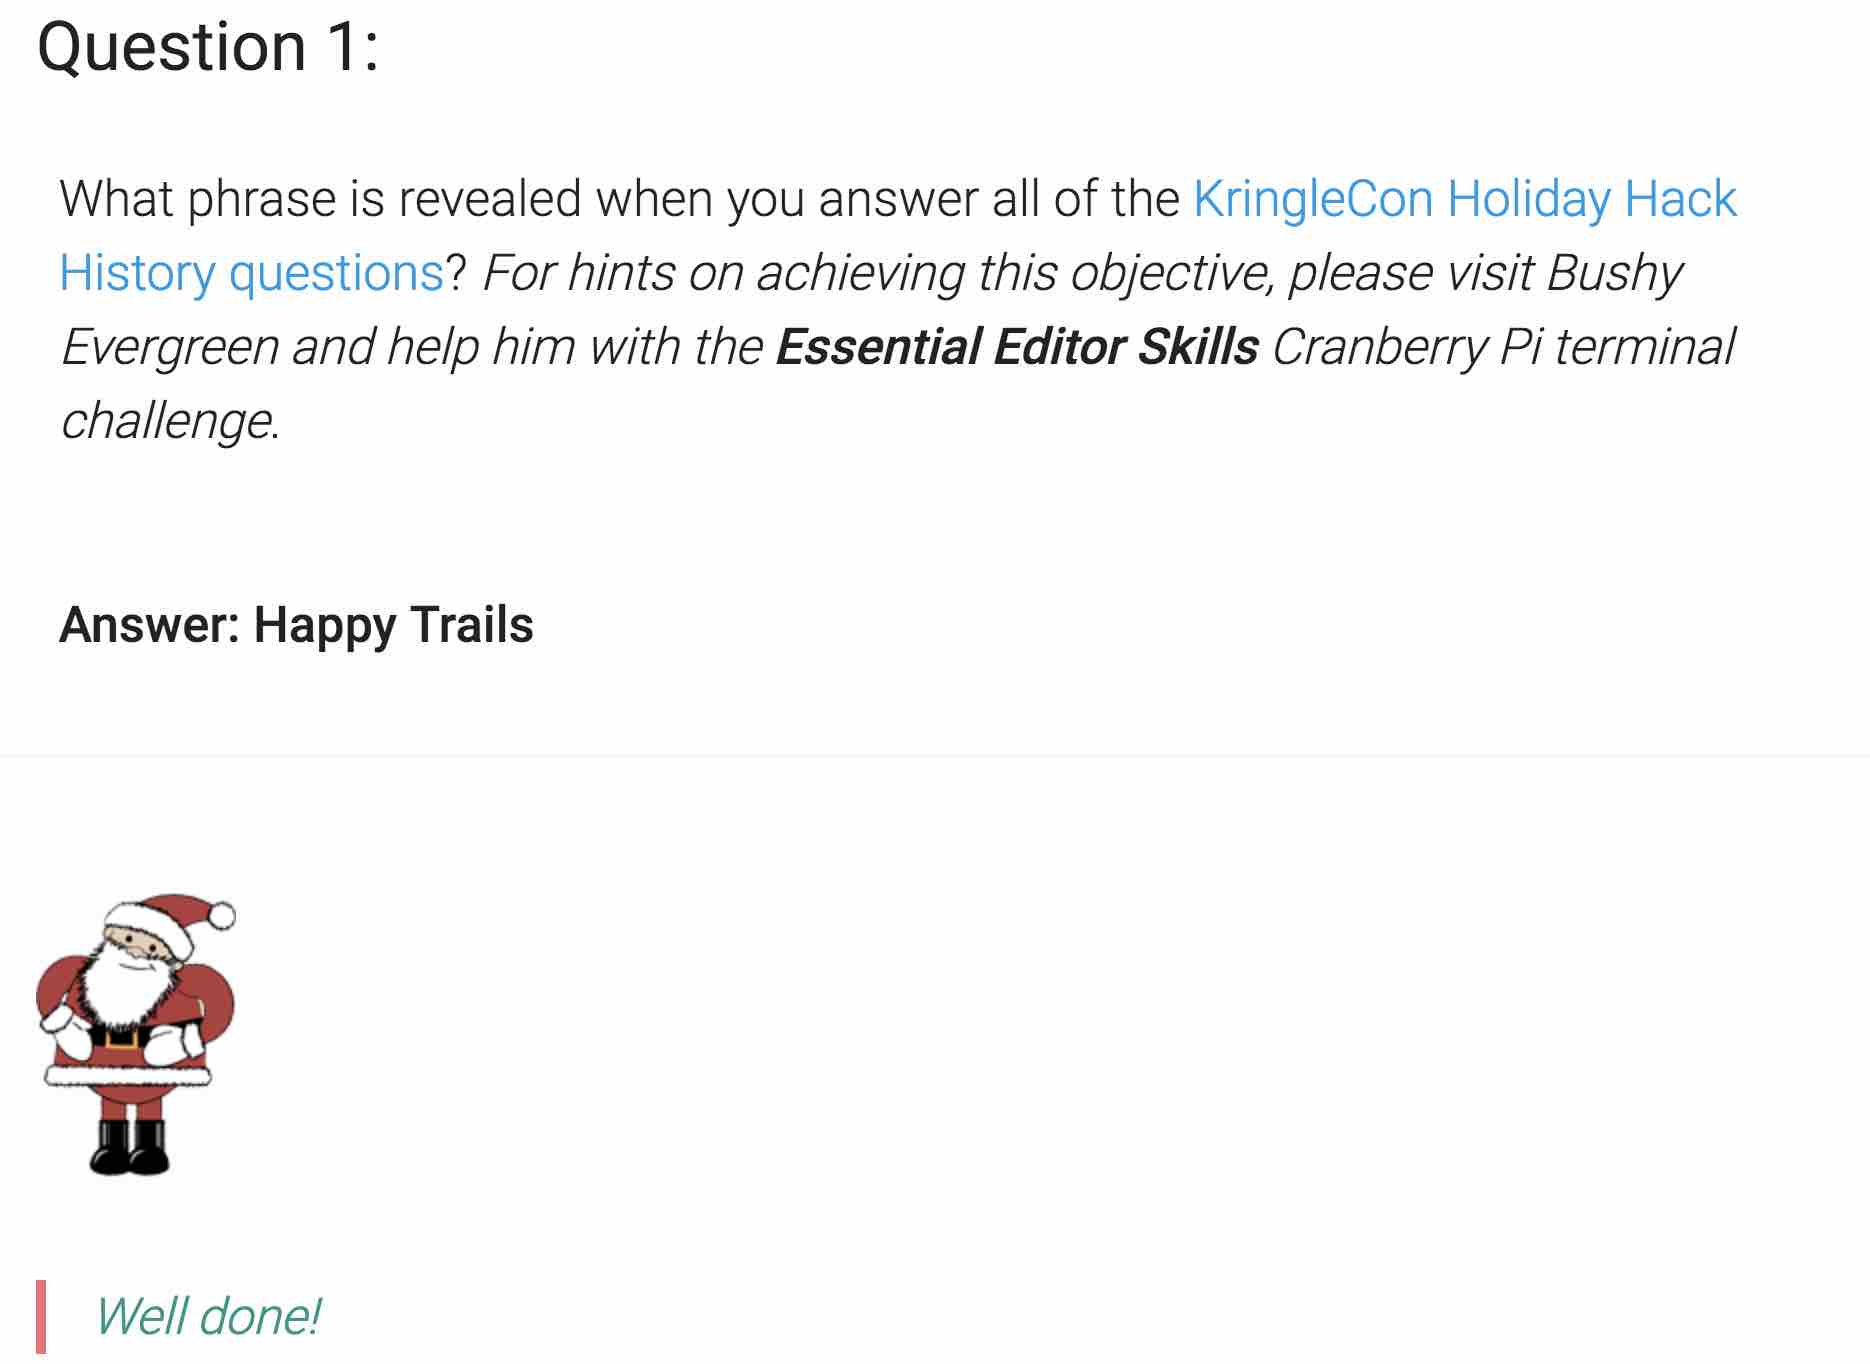 Question 1:
What phrase is revealed when you answer all of the KringleCon Holiday Hack
History questions? For hints on achieving this objective, please visit Bushy
Evergreen and help him with the Essential Editor Skills Cranberry Pi terminal
challenge.
Answer: Happy Trails
Well done!